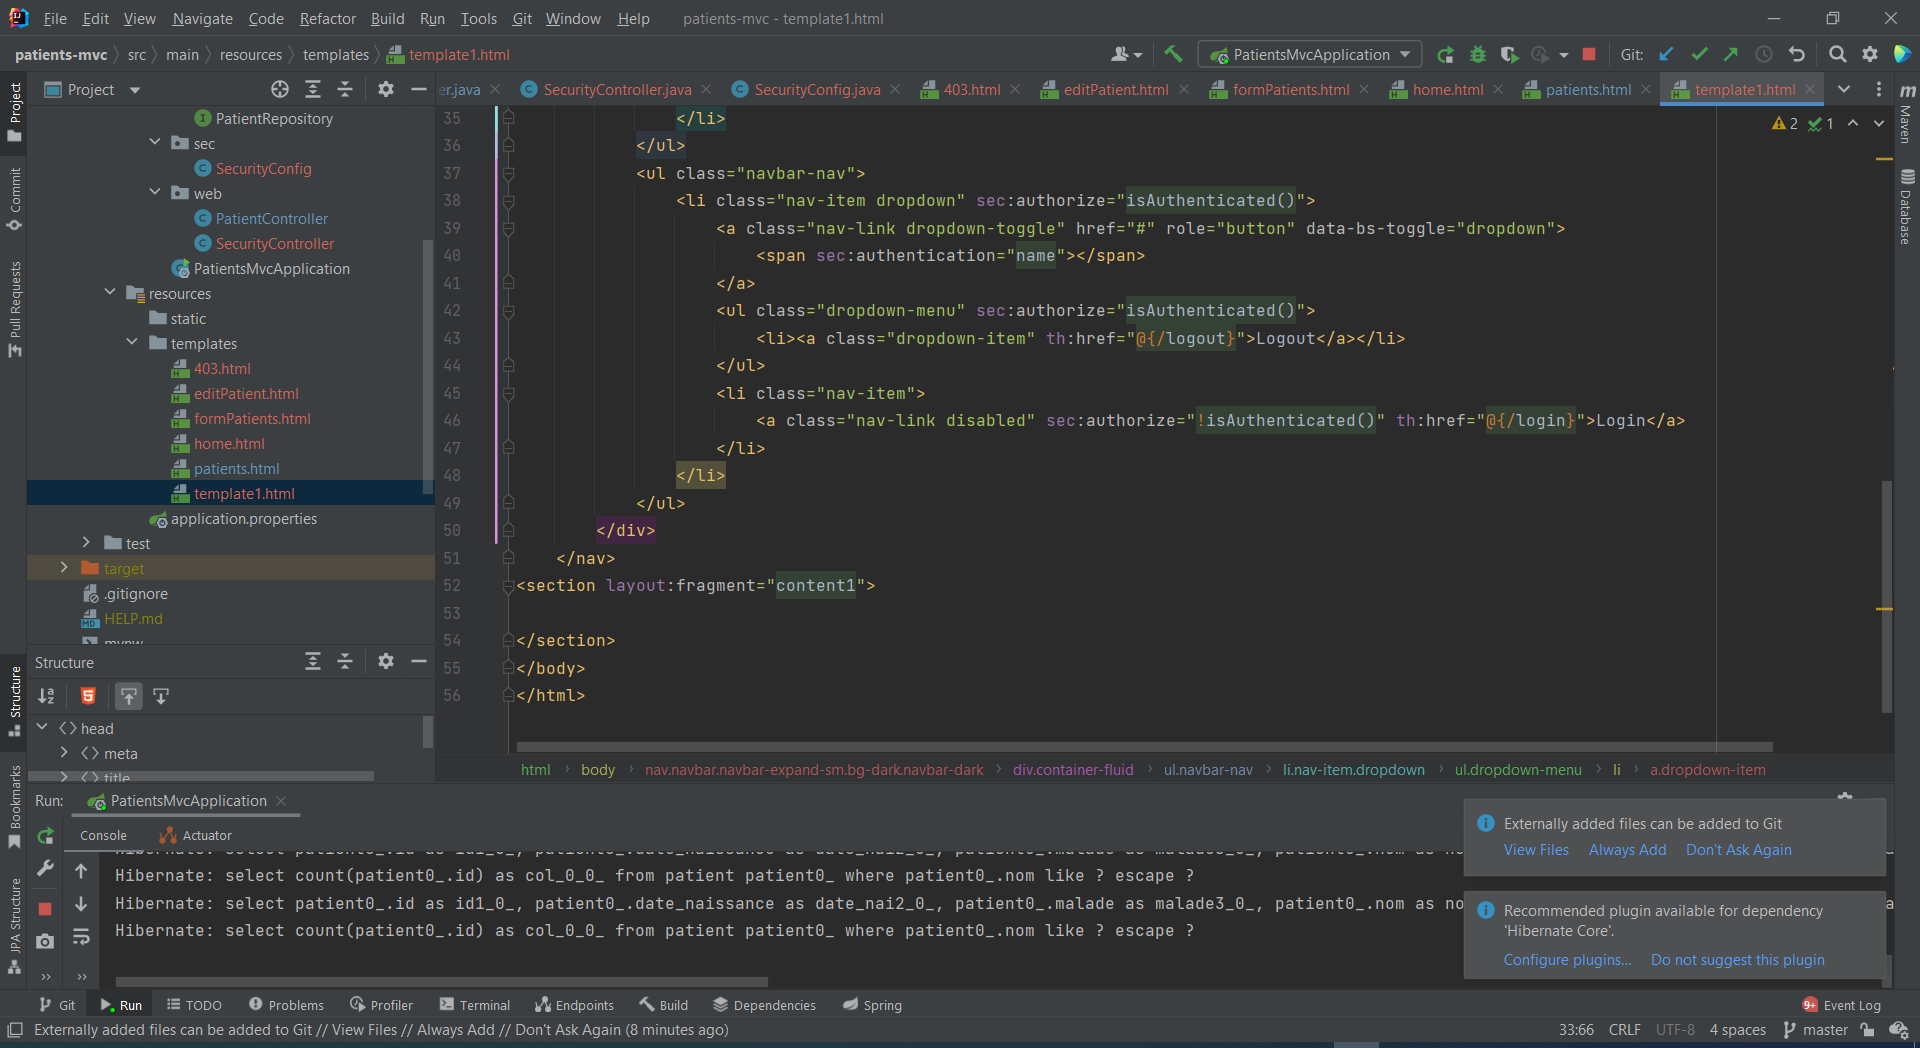 File Edit View Navigate Code Refactor Build Run Tools Git Window Help patients-mvc - template1.html
patients-mvc src main resources templates template1.html
PatientsMvcApplication
Git:
Project
er.java SecurityController.java SecurityConfig.java 403.html editPatient.html formPatients.html home.html patients.html template1.html
PatientRepository
sec
SecurityConfig
web
PatientController
SecurityController
PatientsMvcApplication
resources
static
templates
403.html
editPatient.html
formPatients.html
home.html
patients.html
template1.html
application.properties
test
target
.gitignore
HELP.md
mvnw
Structure
head
meta
title
Project
Commit
Pull Requests
Structure
Bookmarks
JPA Structure
Maven
Database
2 1
35 </li>
36 </ul>
37 <ul class="navbar-nav">
38 <li class="nav-item dropdown" sec:authorize="isAuthenticated()">
39 <a class="nav-link dropdown-toggle" href="#" role="button" data-bs-toggle="dropdown">
40 <span sec:authentication="name"></span>
41 </a>
42 <ul class="dropdown-menu" sec:authorize="isAuthenticated()">
43 <li><a class="dropdown-item" th:href="@{/logout}">Logout</a></li>
44 </ul>
45 <li class="nav-item">
46 <a class="nav-link disabled" sec:authorize="!isAuthenticated()" th:href="@{/login}">Login</a>
47 </li>
48 </li>
49 </ul>
50 </div>
51 </nav>
52 <section layout:fragment="content1">
53
54 </section>
55 </body>
56 </html>
html body nav.navbar.navbar-expand-sm.bg-dark.navbar-dark div.container-fluid ul.navbar-nav li.nav-item.dropdown ul.dropdown-menu li a.dropdown-item
Run: PatientsMvcApplication
Console Actuator
Hibernate: select count(patient0_.id) as col_0_0_ from patient patient0_ where patient0_.nom like ? escape ?
Hibernate: select patient0_.id as id1_0_, patient0_.date_naissance as date_nai2_0_, patient0_.malade as malade3_0_, patient0_.nom as no
Hibernate: select count(patient0_.id) as col_0_0_ from patient patient0_ where patient0_.nom like ? escape ?
Externally added files can be added to Git
View Files Always Add Don't Ask Again
Recommended plugin available for dependency
'Hibernate Core'.
Configure plugins... Do not suggest this plugin
Git Run TODO Problems Profiler Terminal Endpoints Build Dependencies Spring 9+ Event Log
Externally added files can be added to Git // View Files // Always Add // Don't Ask Again (8 minutes ago) 33:66 CRLF UTF-8 4 spaces master